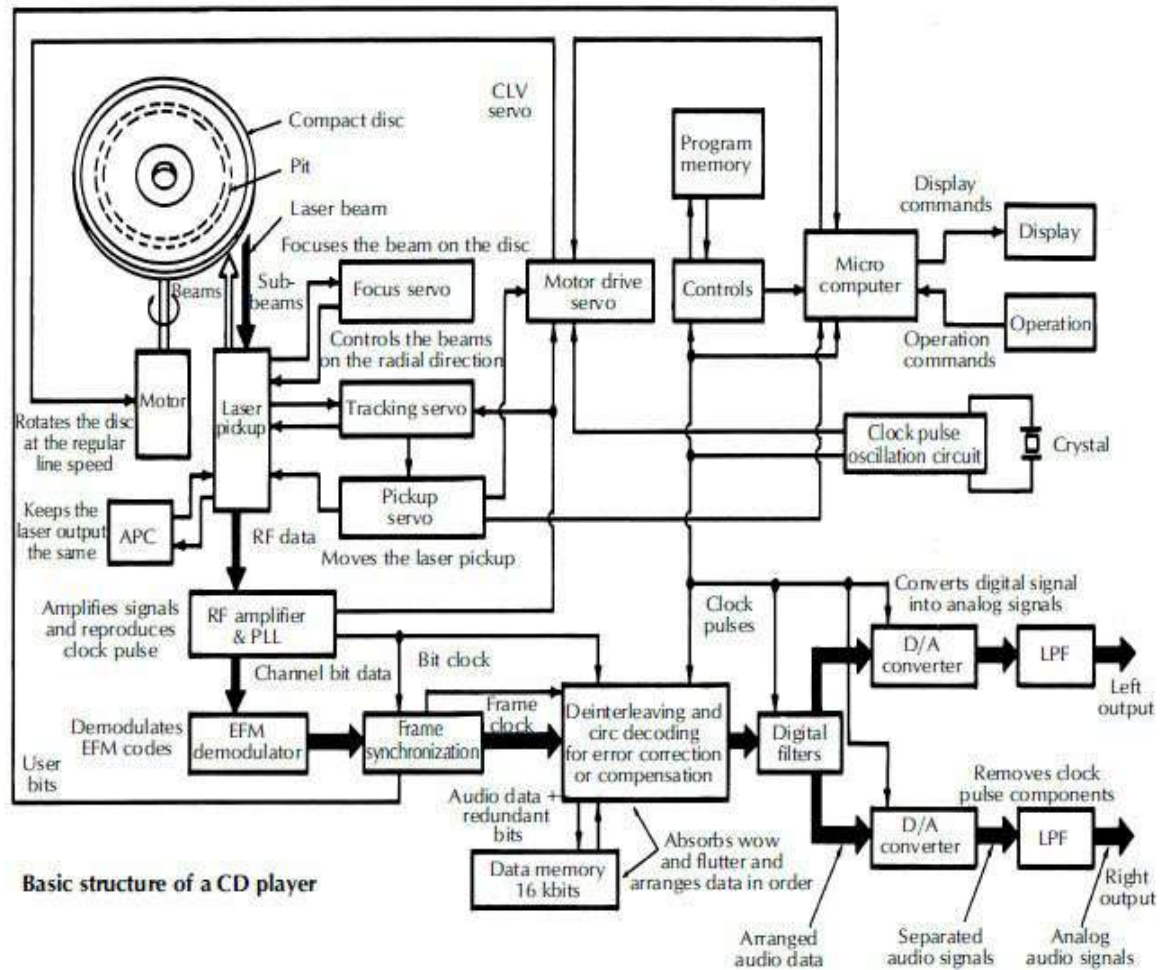 CLV
servo
Compact disc
Pit
Laser beam
Focuses the beam on the disc
Program
memory
Display
commands
Display
Beams
Sub-
beams
Focus servo
Motor drive
servo
Controls
Micro
computer
Operation
commands
Operation
Controls the beams
on the radial direction
Motor
Laser
pickup
Tracking servo
Rotates the disc
at the regular
line speed
Clock pulse
oscillation circuit
Crystal
Pickup
servo
Keeps the
laser output
the same
APC
RF data
Moves the laser pickup
Amplifies signals
and reproduces
clock pulse
RF amplifier
& PLL
Clock
pulses
Converts digital signal
into analog signals
D/A
converter
LPF
Left
output
Channel bit data
Bit clock
Demodulates
EFM codes
EFM
demodulator
Frame
synchronization
Frame
clock
Deinterleaving and
circ decoding
for error correction
or compensation
Digital
filters
User
bits
Removes clock
pulse components
Audio data +
redundant
bits
D/A
converter
LPF
Right
output
Data memory
16 kbits
Absorbs wow
and flutter and
arranges data in order
Basic structure of a CD player
Arranged
audio data
Separated
audio signals
Analog
audio signals